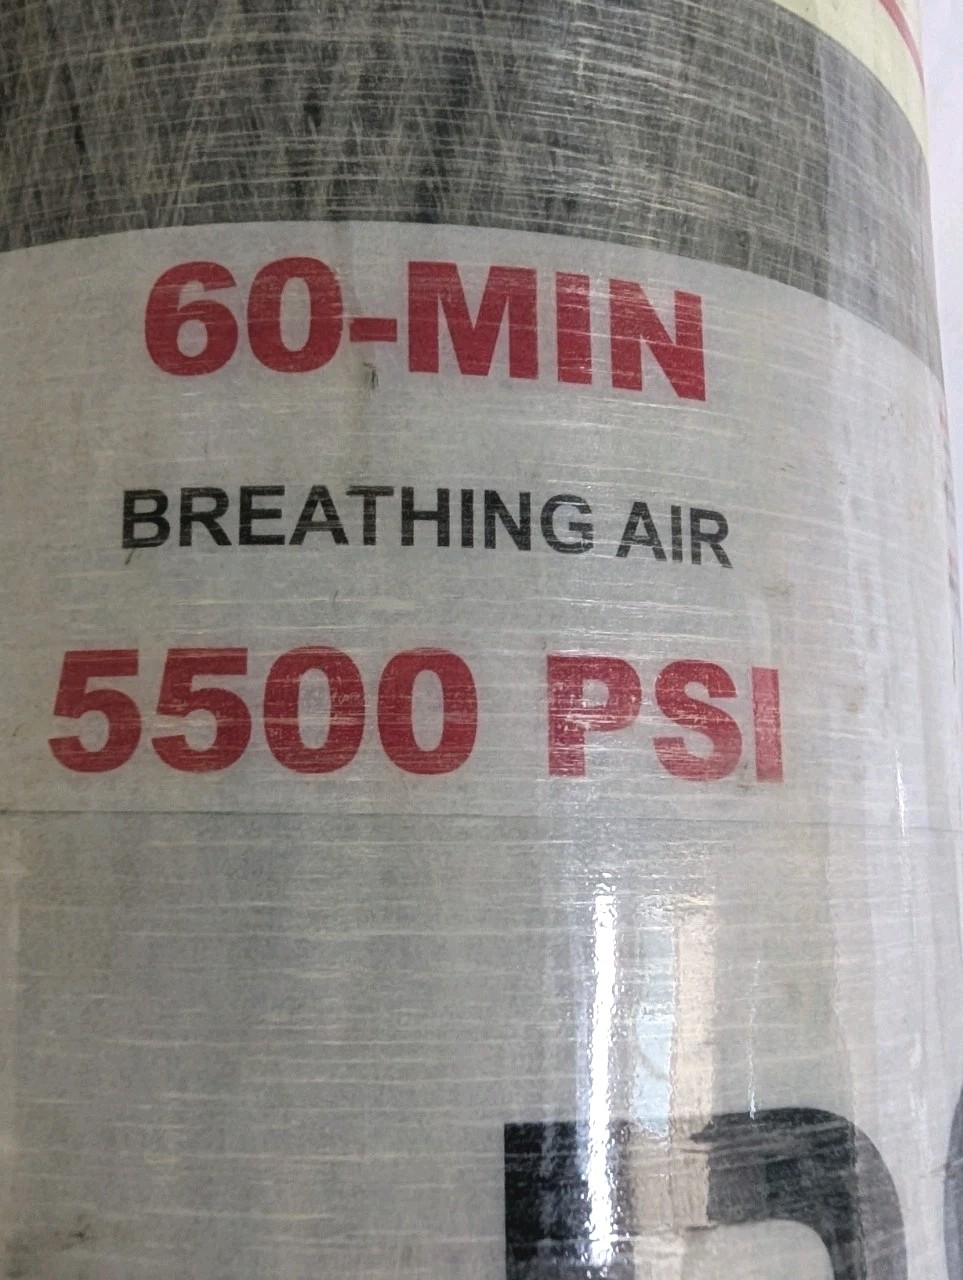 60-MIN
BREATHING AIR
5500 PSI